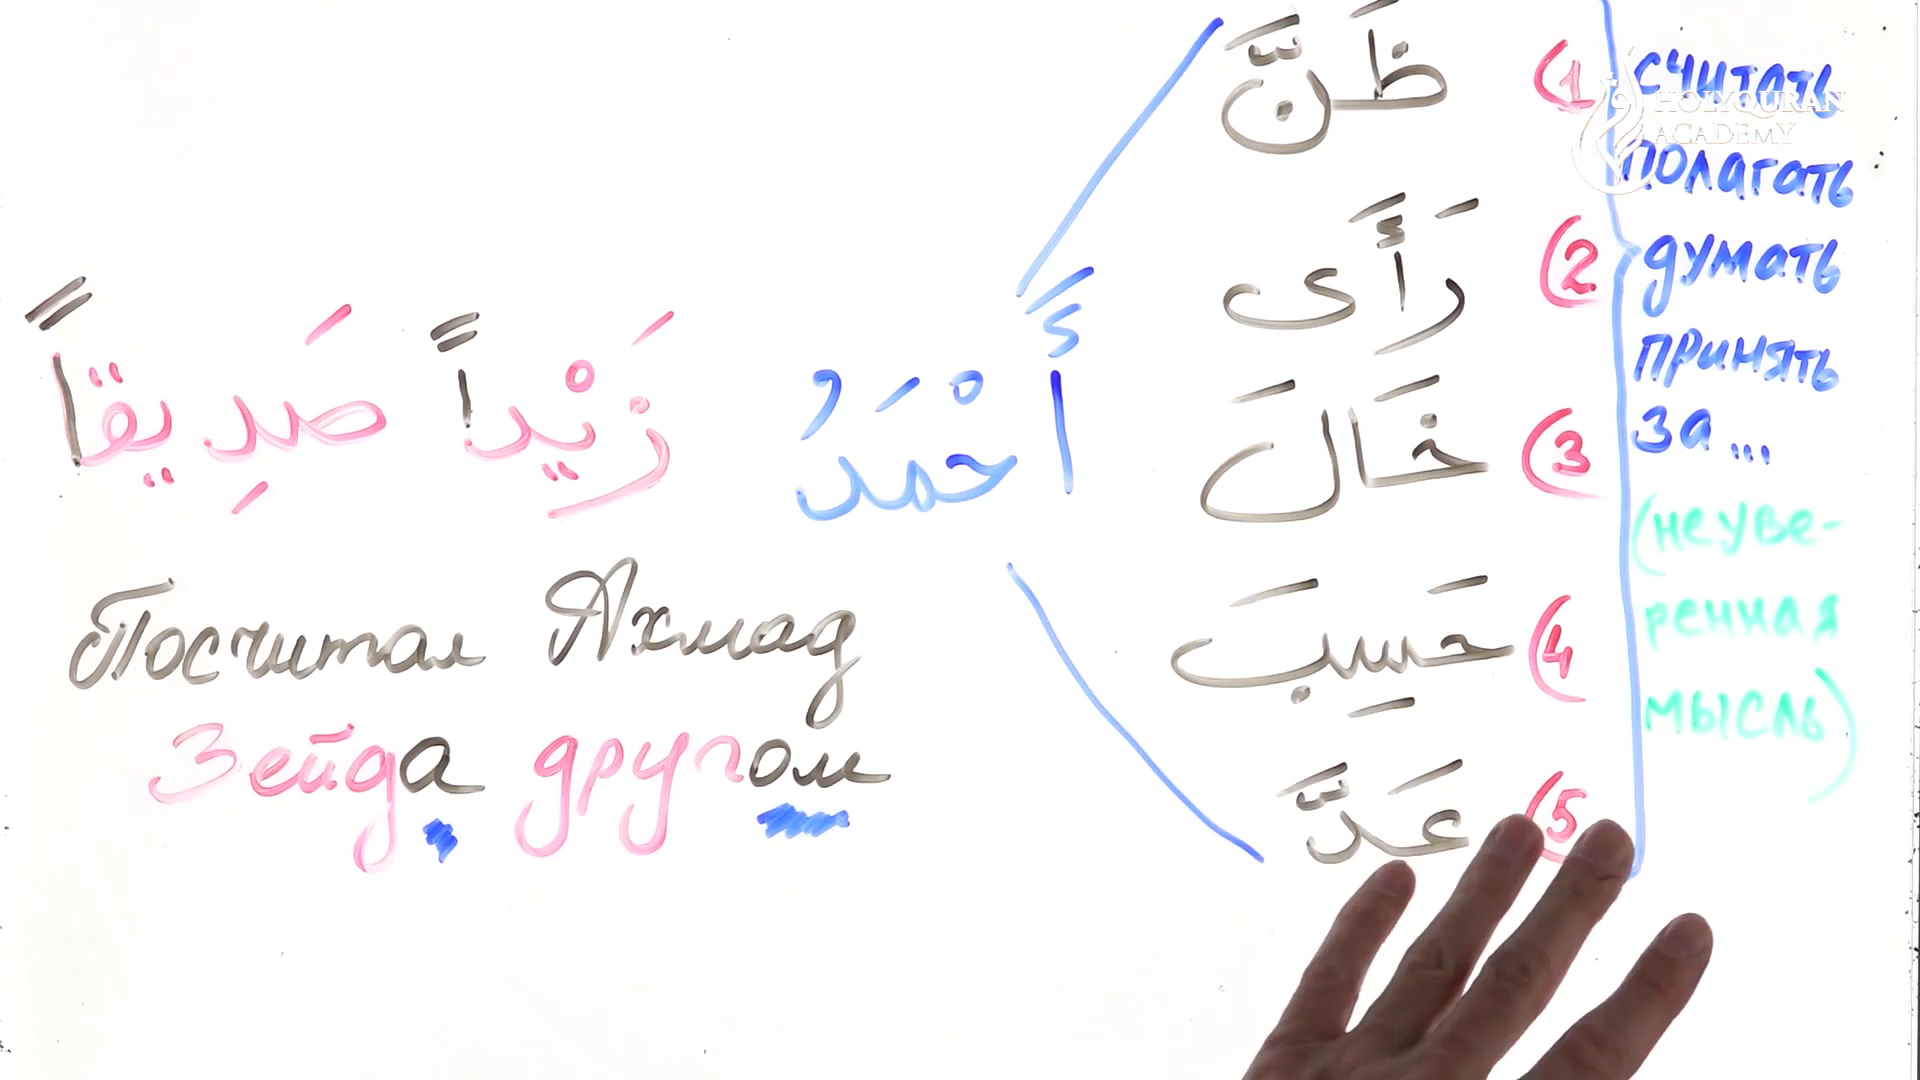 (1 ظَنَّ
(2 رَأَى
(3 خَالَ
(4 حَسِبَ
(5 عَدَّ
أَحْمَدُ زَيْداً صَدِيقاً
Посчитал Ахмад
Зейда другом
считать
полагать
думать
принять
за...
(неуве-
ренная
мысль)
HOLYQURAN
ACADEMY